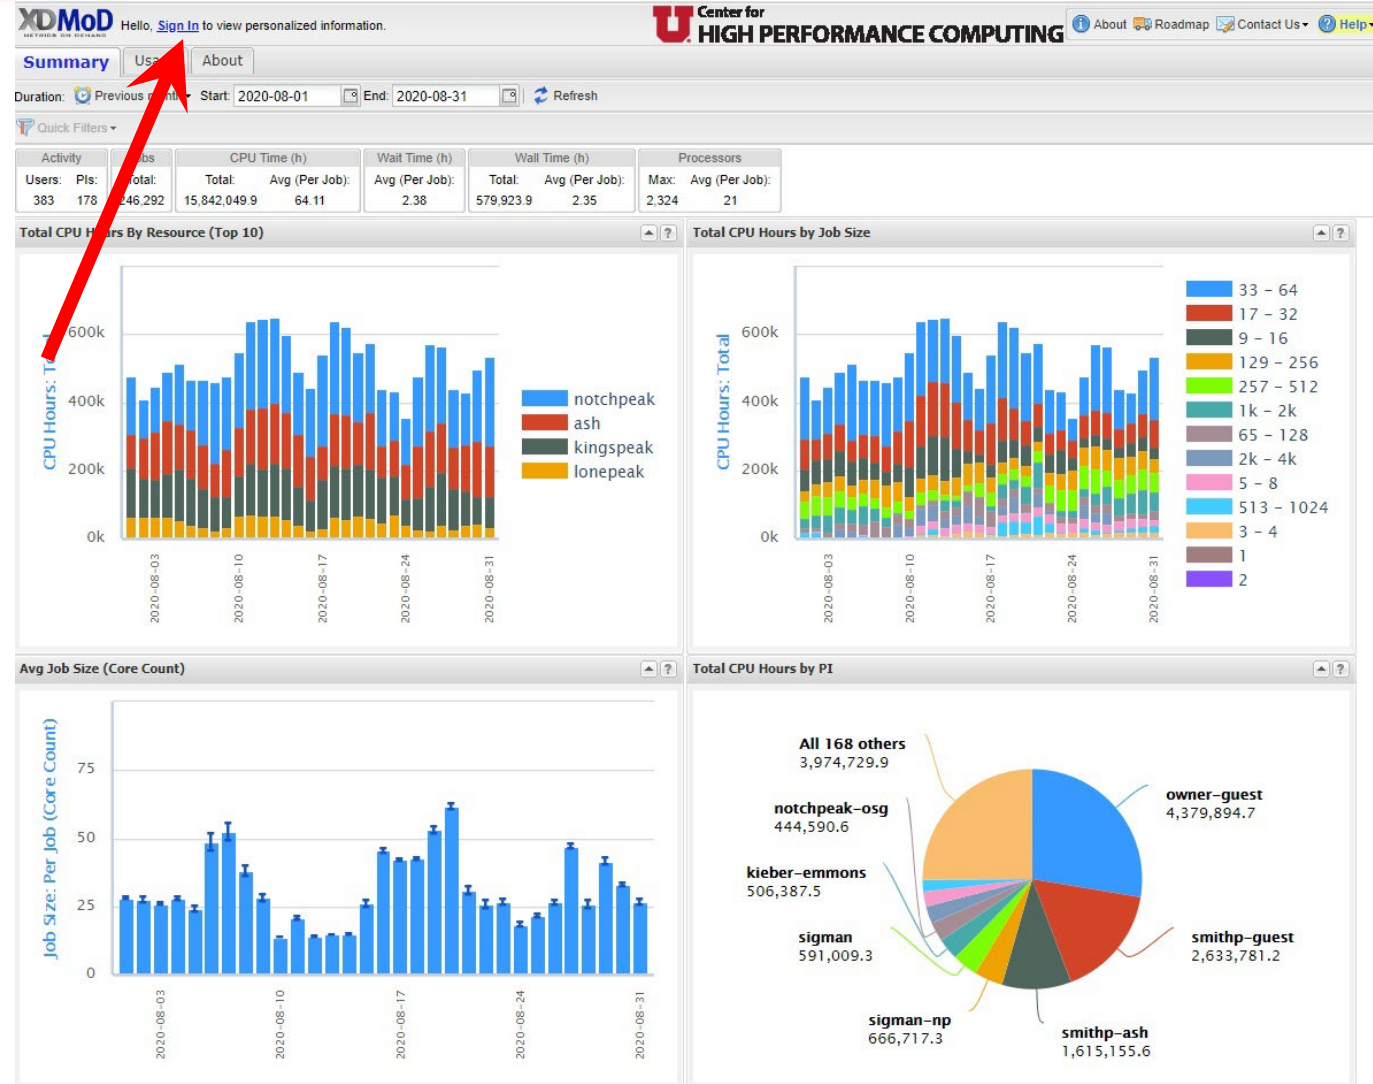 XDMoD
METRICS ON DEMAND
Hello, Sign In to view personalized information.
Center for
HIGH PERFORMANCE COMPUTING
U
About Roadmap Contact Us Help
Summary About
Duration: Previous Start: 2020-08-01 End: 2020-08-31 Refresh
Quick Filters
Activity CPU Time (h) Wait Time (h) Wall Time (h) Processors
Users: PIs: Total: Total: Avg (Per Job): Avg (Per Job): Total: Avg (Per Job): Max: Avg (Per Job):
383 178 246,292 15,842,049.9 64.11 2.38 579,923.9 2.35 2,324 21
Total CPU Hours By Resource (Top 10)
CPU Hours:
600k
400k
200k
0k
2020-08-03
2020-08-10
2020-08-17
2020-08-24
2020-08-31
notchpeak
ash
kingspeak
lonepeak
Total CPU Hours by Job Size
CPU Hours: Total
600k
400k
200k
0k
2020-08-03
2020-08-10
2020-08-17
2020-08-24
2020-08-31
33 - 64
17 - 32
9 - 16
129 - 256
257 - 512
1k - 2k
65 - 128
2k - 4k
5 - 8
513 - 1024
3 - 4
1
2
Avg Job Size (Core Count)
Job Size: Per Job (Core Count)
75
50
25
0
2020-08-03
2020-08-10
2020-08-17
2020-08-24
2020-08-31
Total CPU Hours by PI
All 168 others
3,974,729.9
notchpeak-osg
444,590.6
kieber-emmons
506,387.5
sigman
591,009.3
sigman-np
666,717.3
smithp-ash
1,615,155.6
smithp-guest
2,633,781.2
owner-guest
4,379,894.7